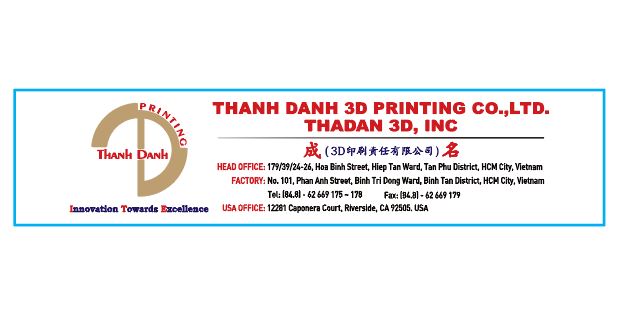 PRINTING
THANH DANH
Innovation Towards Excellence
THANH DANH 3D PRINTING CO.,LTD.
THADAN 3D, INC
成(3D印刷责任有限公司)名
HEAD OFFICE: 179/39/24-26, Hoa Binh Street, Hiep Tan Ward, Tan Phu District, HCM City, Vietnam
FACTORY: No. 101, Phan Anh Street, Binh Tri Dong Ward, Binh Tan District, HCM City, Vietnam
Tel: (84.8) - 62 669 175 ~ 178 Fax: (84.8) - 62 669 179
USA OFFICE: 12281 Caponera Court, Riverside, CA 92505. USA